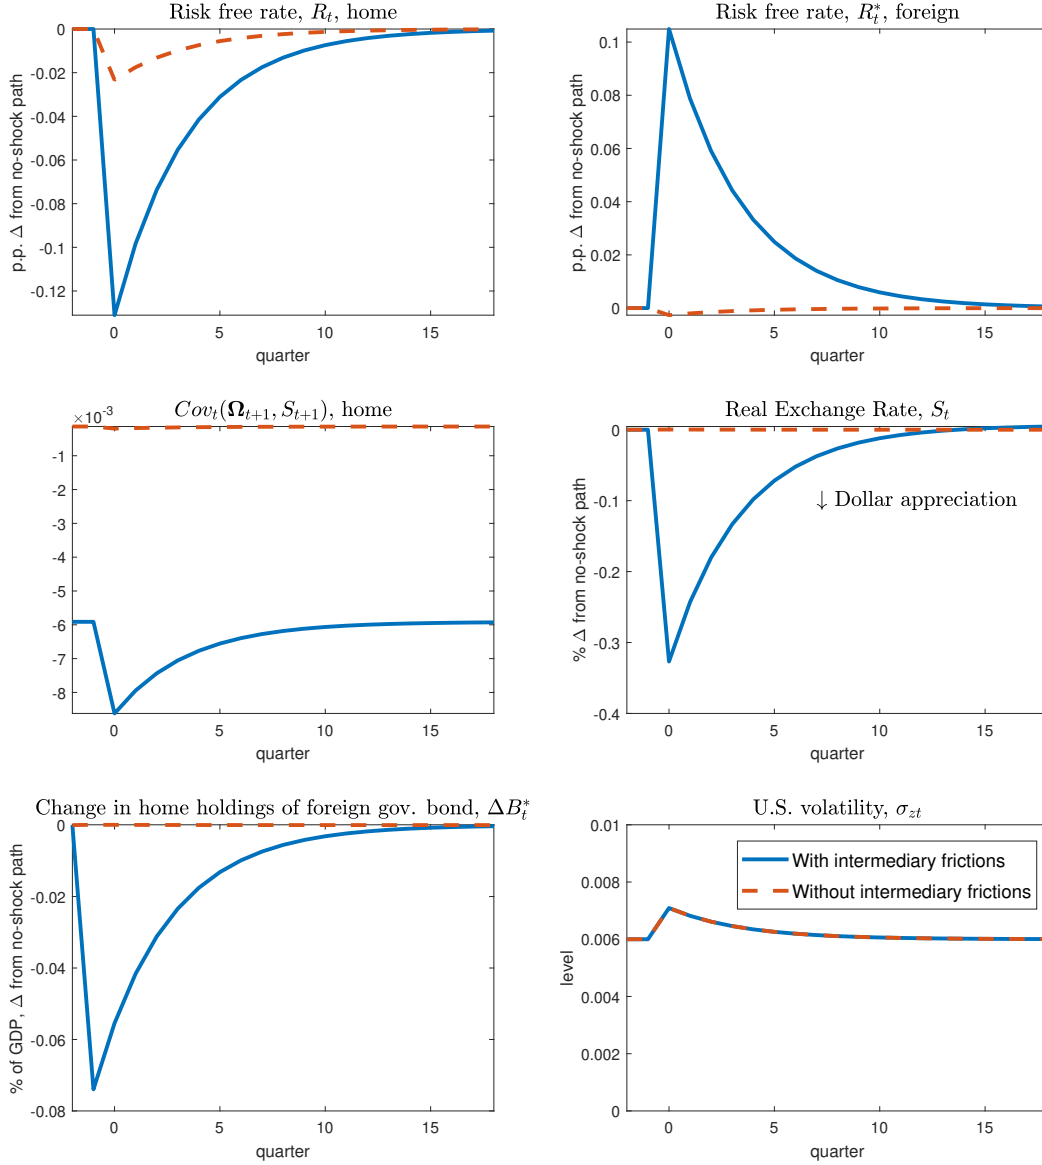 Risk free rate, R_t, home
0
-0.02
-0.04
-0.06
-0.08
-0.1
-0.12
p.p. Δ from no-shock path
0 5 10 15
quarter
Risk free rate, R_t^*, foreign
0.1
0.08
0.06
0.04
0.02
0
p.p. Δ from no-shock path
0 5 10 15
quarter
Cov_t(Ω_{t+1}, S_{t+1}), home
×10^{-3}
-1
-2
-3
-4
-5
-6
-7
-8
0 5 10 15
quarter
Real Exchange Rate, S_t
0
-0.1
-0.2
-0.3
-0.4
% Δ from no-shock path
↓ Dollar appreciation
0 5 10 15
quarter
Change in home holdings of foreign gov. bond, ΔB_t^*
0
-0.02
-0.04
-0.06
-0.08
% of GDP, Δ from no-shock path
0 5 10 15
quarter
U.S. volatility, σ_{zt}
0.01
0.008
0.006
0.004
0.002
0
level
With intermediary frictions
Without intermediary frictions
0 5 10 15
quarter